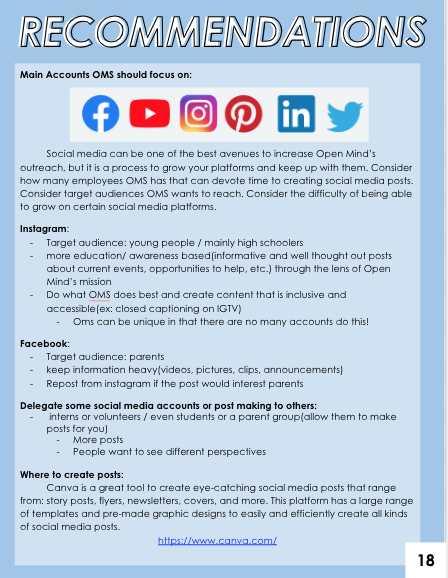 RECOMMENDATIONS
Main Accounts OMS should focus on:
in
Social media can be one of the best avenues to increase Open Mind's
outreach, but it is a process to grow your platforms and keep up with them. Consider
how many employees OMS has that can devote time to creating social media posts.
Consider target audiences OMS wants to reach. Consider the difficulty of being able
to grow on certain social media platforms.
Instagram:
- Target audience: young people / mainly high schoolers
- more education/ awareness based(informative and well thought out posts
about current events, opportunities to help, etc.) through the lens of Open
Mind's mission
- Do what OMS does best and create content that is inclusive and
accessible(ex: closed captioning on IGTV)
- Oms can be unique in that there are no many accounts do this!
Facebook:
- Target audience: parents
- keep information heavy(videos, pictures, clips, announcements)
- Repost from instagram if the post would interest parents
Delegate some social media accounts or post making to others:
- interns or volunteers / even students or a parent group(allow them to make
posts for you)
- More posts
- People want to see different perspectives
Where to create posts:
Canva is a great tool to create eye-catching social media posts that range
from: story posts, flyers, newsletters, covers, and more. This platform has a large range
of templates and pre-made graphic designs to easily and efficiently create all kinds
of social media posts.
https://www.canva.com/
18